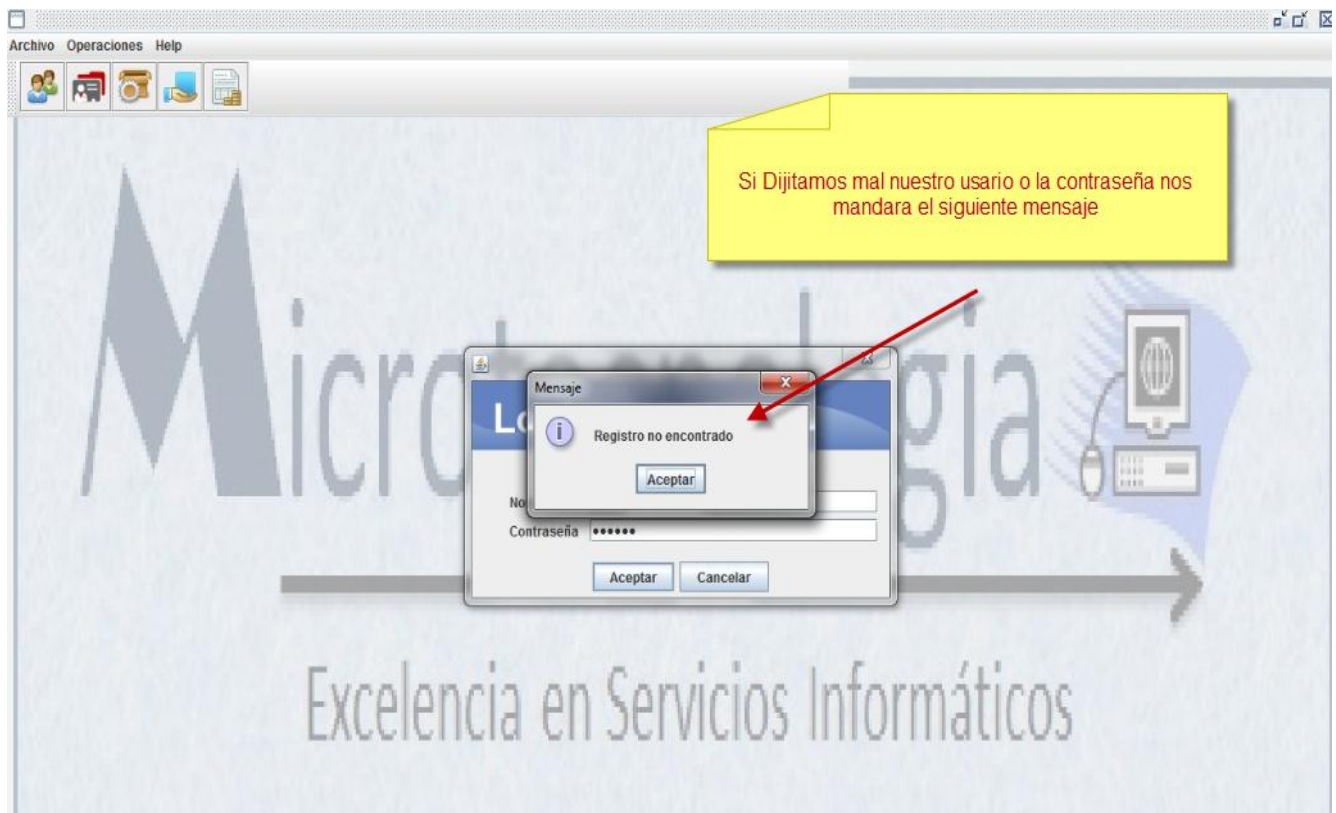 Archivo Operaciones Help
Si Dijitamos mal nuestro usario o la contraseña nos
mandara el siguiente mensaje
Mensaje
Registro no encontrado
Aceptar
Contraseña
Aceptar Cancelar
Excelencia en Servicios Informáticos